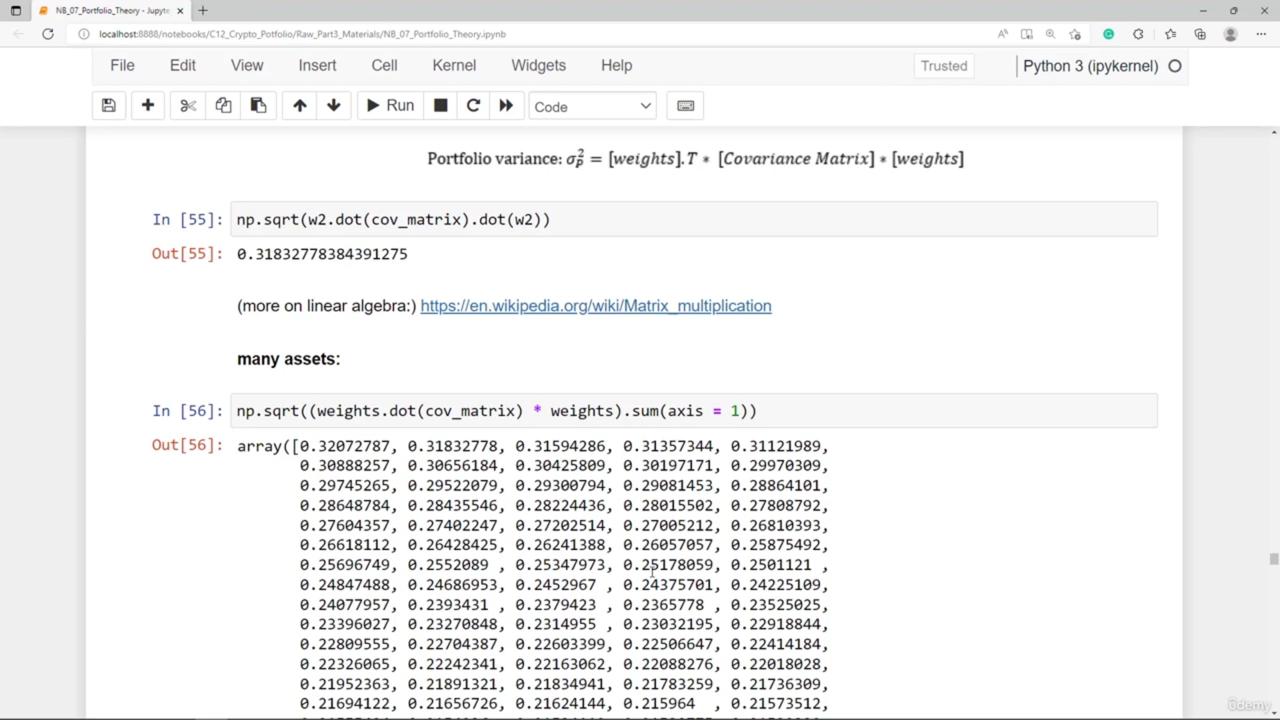 NB_07_Portfolio_Theory - Jupyte
localhost:8888/notebooks/C12_Crypto_Potfolio/Raw_Part3_Materials/NB_07_Portfolio_Theory.ipynb
File Edit View Insert Cell Kernel Widgets Help Trusted Python 3 (ipykernel)
Run Code
Portfolio variance: σ_P^2 = [weights].T * [Covariance Matrix] * [weights]
In [55]: np.sqrt(w2.dot(cov_matrix).dot(w2))
Out[55]: 0.31832778384391275
(more on linear algebra:) https://en.wikipedia.org/wiki/Matrix_multiplication
many assets:
In [56]: np.sqrt((weights.dot(cov_matrix) * weights).sum(axis = 1))
Out[56]: array([0.32072787, 0.31832778, 0.31594286, 0.31357344, 0.31121989,
0.30888257, 0.30656184, 0.30425809, 0.30197171, 0.29970309,
0.29745265, 0.29522079, 0.29300794, 0.29081453, 0.28864101,
0.28648784, 0.28435546, 0.28224436, 0.28015502, 0.27808792,
0.27604357, 0.27402247, 0.27202514, 0.27005212, 0.26810393,
0.26618112, 0.26428425, 0.26241388, 0.26057057, 0.25875492,
0.25696749, 0.2552089 , 0.25347973, 0.25178059, 0.2501121 ,
0.24847488, 0.24686953, 0.2452967 , 0.24375701, 0.24225109,
0.24077957, 0.2393431 , 0.2379423 , 0.2365778 , 0.23525025,
0.23396027, 0.23270848, 0.2314955 , 0.23032195, 0.22918844,
0.22809555, 0.22704387, 0.22603399, 0.22506647, 0.22414184,
0.22326065, 0.22242341, 0.22163062, 0.22088276, 0.22018028,
0.21952363, 0.21891321, 0.21834941, 0.21783259, 0.21736309,
0.21694122, 0.21656726, 0.21624144, 0.215964  , 0.21573512,
ûdemy